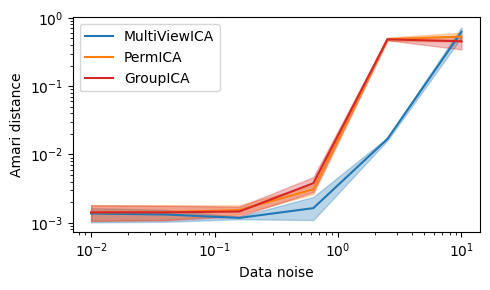 MultiViewICA
PermICA
GroupICA
Amari distance
10⁰
10⁻¹
10⁻²
10⁻³
10⁻²
10⁻¹
10⁰
10¹
Data noise